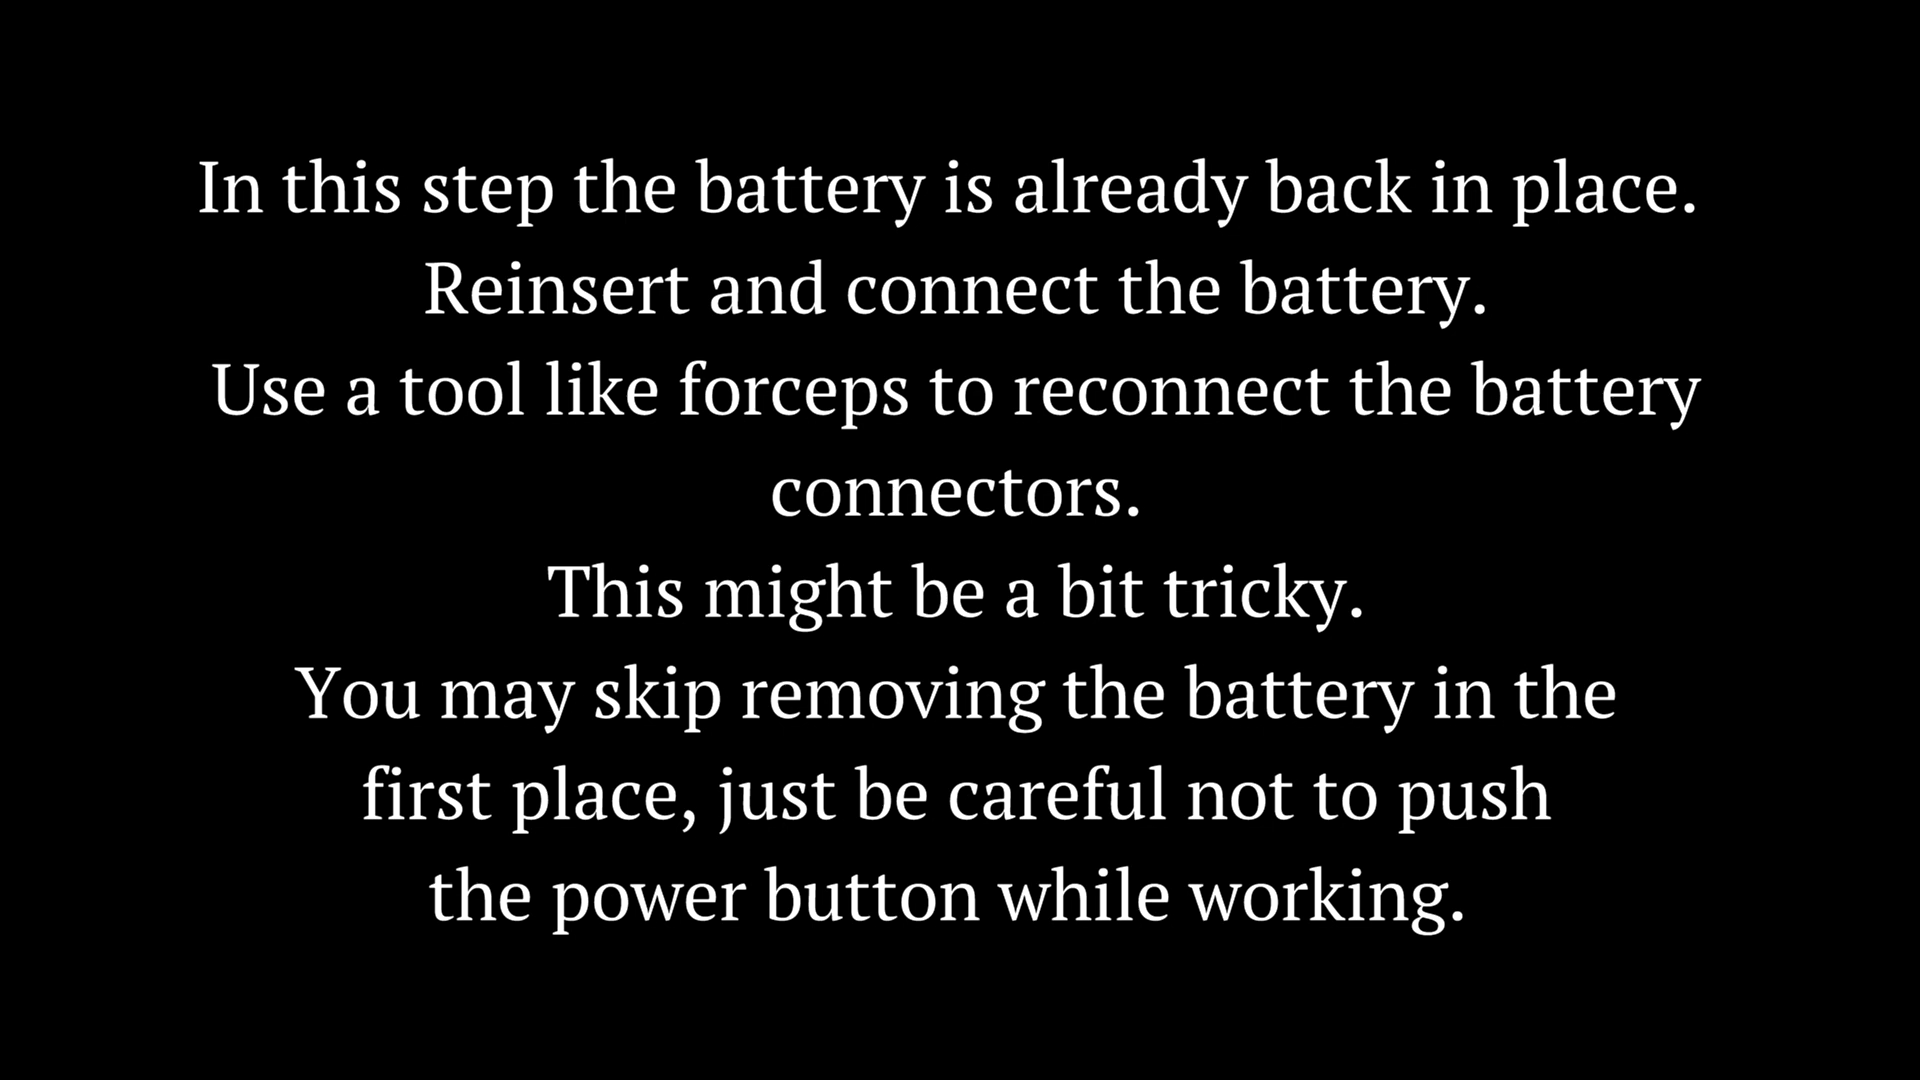 In this step the battery is already back in place.
Reinsert and connect the battery.
Use a tool like forceps to reconnect the battery
connectors.
This might be a bit tricky.
You may skip removing the battery in the
first place, just be careful not to push
the power button while working.